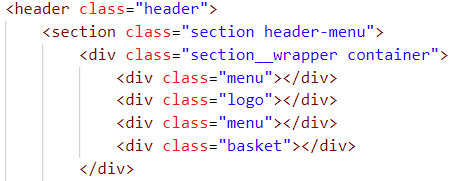 <header class="header">
<section class="section header-menu">
<div class="section__wrapper container">
<div class="menu"></div>
<div class="logo"></div>
<div class="menu"></div>
<div class="basket"></div>
</div>